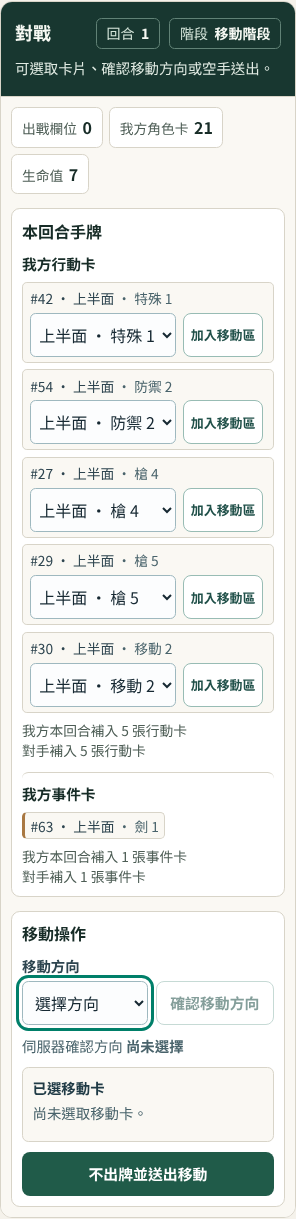 對戰
回合 1
階段 移動階段
可選取卡片、確認移動方向或空手送出。
出戰欄位 0
我方角色卡 21
生命值 7
本回合手牌
我方行動卡
#42 · 上半面 · 特殊 1
上半面 · 特殊 1
加入移動區
#54 · 上半面 · 防禦 2
上半面 · 防禦 2
加入移動區
#27 · 上半面 · 槍 4
上半面 · 槍 4
加入移動區
#29 · 上半面 · 槍 5
上半面 · 槍 5
加入移動區
#30 · 上半面 · 移動 2
上半面 · 移動 2
加入移動區
我方本回合補入 5 張行動卡
對手補入 5 張行動卡
我方事件卡
#63 · 上半面 · 劍 1
我方本回合補入 1 張事件卡
對手補入 1 張事件卡
移動操作
移動方向
選擇方向
確認移動方向
伺服器確認方向 尚未選擇
已選移動卡
尚未選取移動卡。
不出牌並送出移動